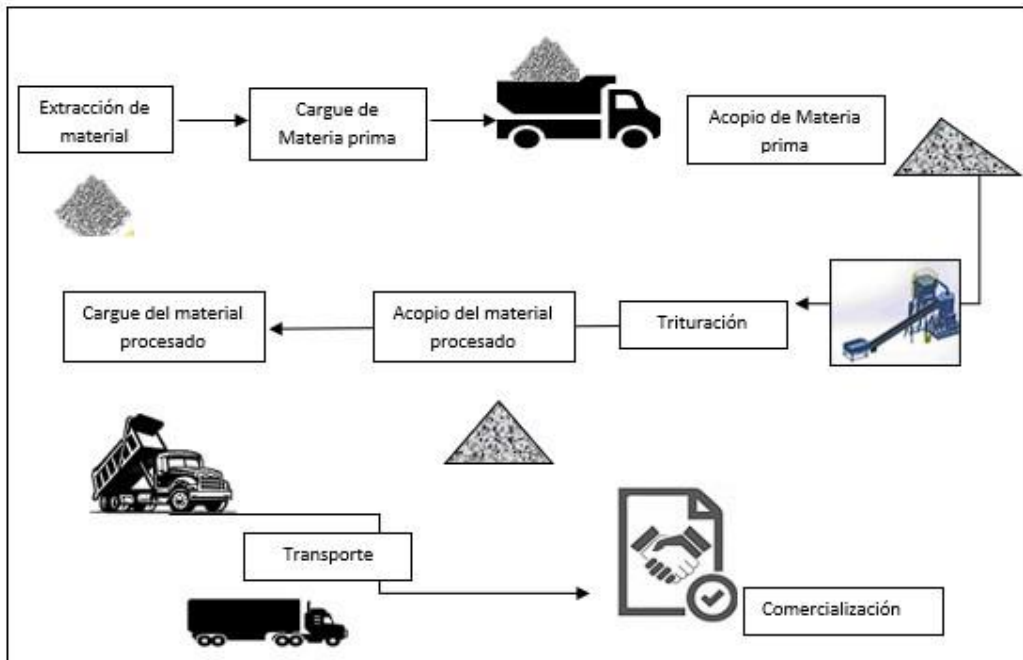 Extracción de
material
Cargue de
Materia prima
Acopio de Materia
prima
Cargue del material
procesado
Acopio del material
procesado
Trituración
Transporte
Comercialización